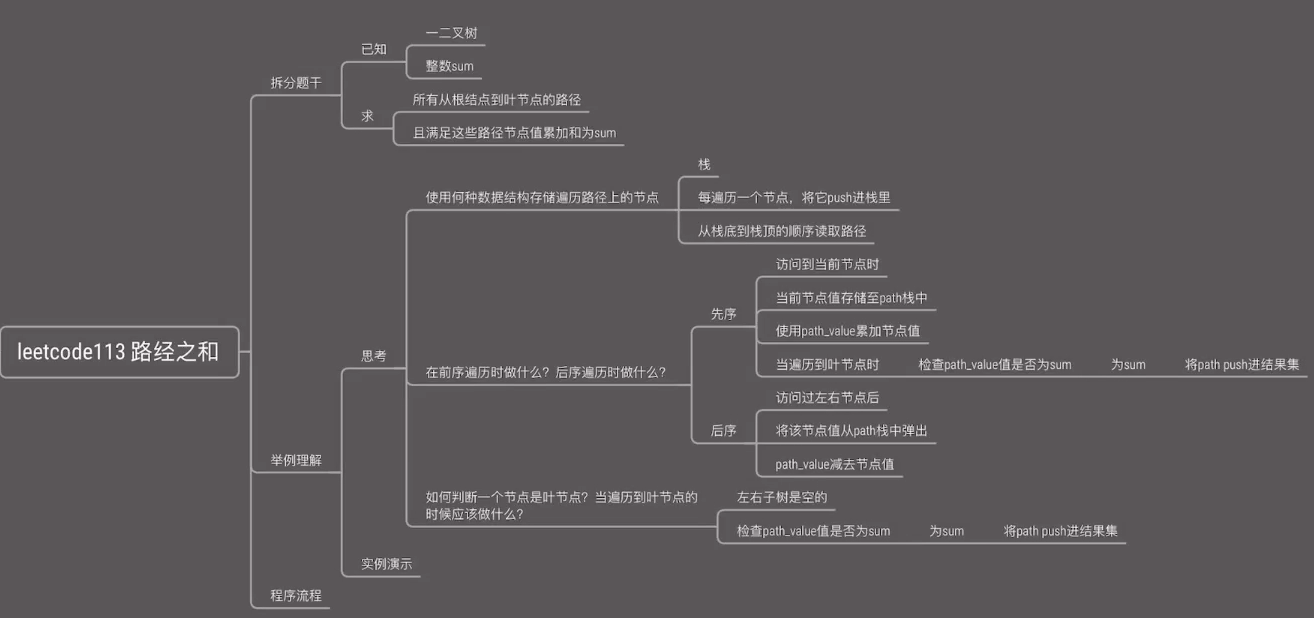 leetcode113 路经之和
拆分题干
已知
一二叉树
整数sum
求
所有从根结点到叶节点的路径
且满足这些路径节点值累加和为sum
举例理解
思考
使用何种数据结构存储遍历路径上的节点
栈
每遍历一个节点，将它push进栈里
从栈底到栈顶的顺序读取路径
在前序遍历时做什么？后序遍历时做什么？
先序
访问到当前节点时
当前节点值存储至path栈中
使用path_value累加节点值
当遍历到叶节点时
检查path_value值是否为sum
为sum
将path push进结果集
后序
访问过左右节点后
将该节点值从path栈中弹出
path_value减去节点值
如何判断一个节点是叶节点？当遍历到叶节点的
时候应该做什么？
左右子树是空的
检查path_value值是否为sum
为sum
将path push进结果集
实例演示
程序流程